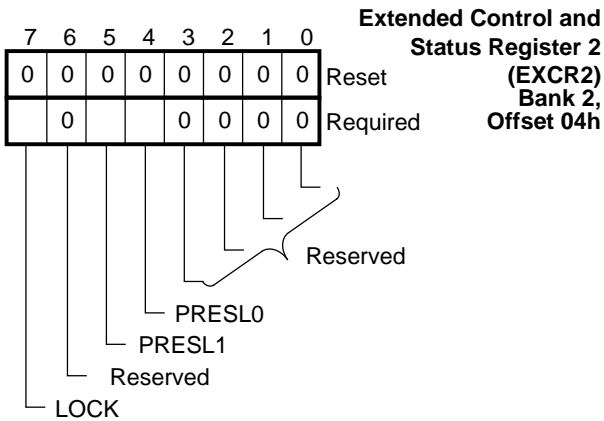 Extended Control and
Status Register 2
(EXCR2)
Bank 2,
Offset 04h
7 6 5 4 3 2 1 0
0 0 0 0 0 0 0 0 Reset
0 0 0 0 0 Required
Reserved
PRESL0
PRESL1
Reserved
LOCK